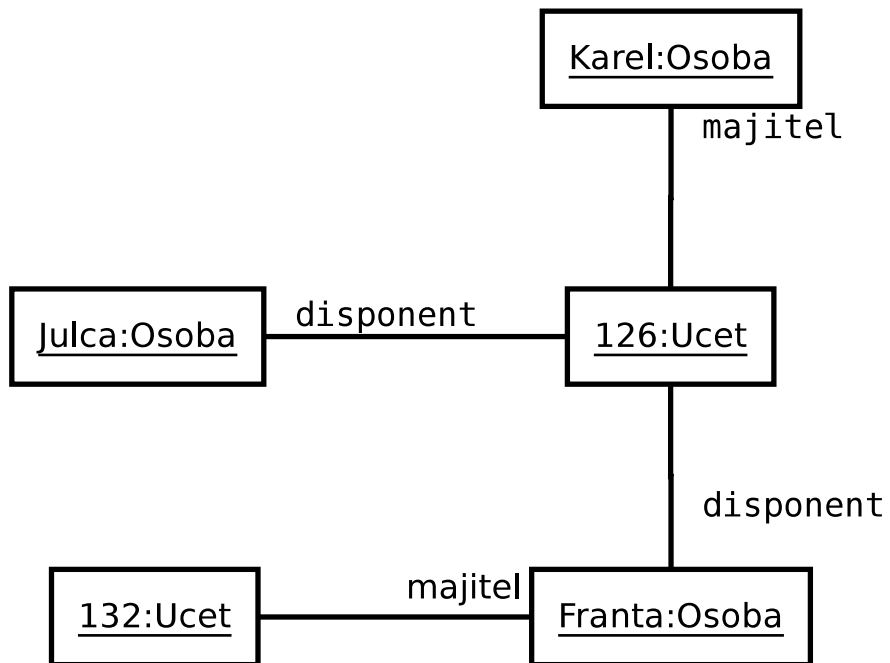 Karel:Osoba
majitel
Julca:Osoba
disponent
126:Ucet
disponent
132:Ucet
majitel
Franta:Osoba